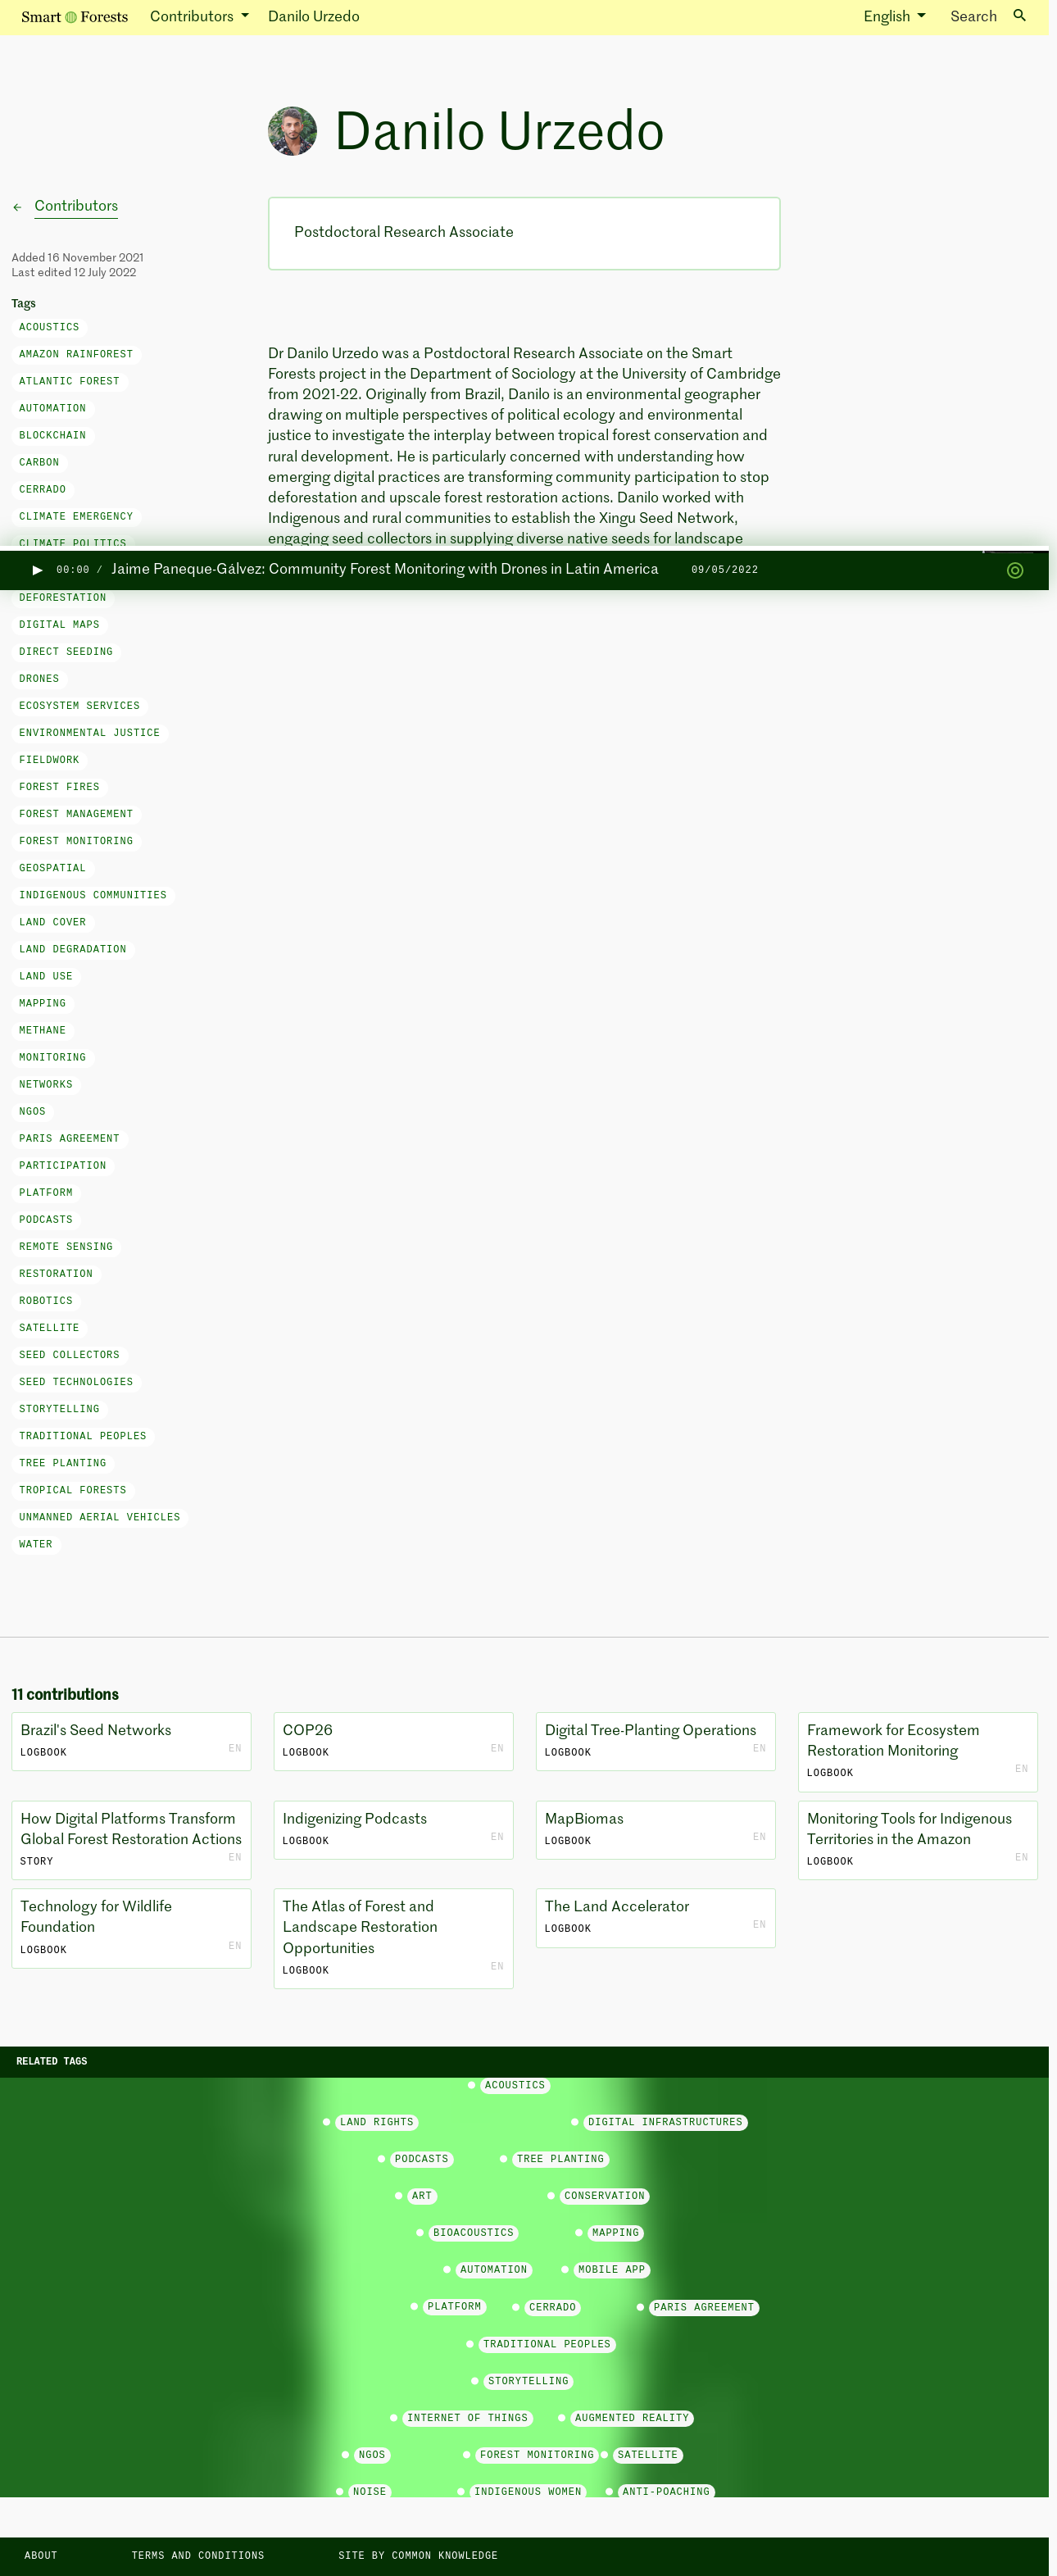 Smart Forests Contributors Danilo Urzedo English Search
Danilo Urzedo
← Contributors
Added 16 November 2021
Last edited 12 July 2022
Tags
ACOUSTICS
AMAZON RAINFOREST
ATLANTIC FOREST
AUTOMATION
BLOCKCHAIN
CARBON
CERRADO
CLIMATE EMERGENCY
CLIMATE POLITICS
Postdoctoral Research Associate
Dr Danilo Urzedo was a Postdoctoral Research Associate on the Smart
Forests project in the Department of Sociology at the University of Cambridge
from 2021-22. Originally from Brazil, Danilo is an environmental geographer
drawing on multiple perspectives of political ecology and environmental
justice to investigate the interplay between tropical forest conservation and
rural development. He is particularly concerned with understanding how
emerging digital practices are transforming community participation to stop
deforestation and upscale forest restoration actions. Danilo worked with
Indigenous and rural communities to establish the Xingu Seed Network,
engaging seed collectors in supplying diverse native seeds for landscape
00:00 / Jaime Paneque-Gálvez: Community Forest Monitoring with Drones in Latin America 09/05/2022
DEFORESTATION
DIGITAL MAPS
DIRECT SEEDING
DRONES
ECOSYSTEM SERVICES
ENVIRONMENTAL JUSTICE
FIELDWORK
FOREST FIRES
FOREST MANAGEMENT
FOREST MONITORING
GEOSPATIAL
INDIGENOUS COMMUNITIES
LAND COVER
LAND DEGRADATION
LAND USE
MAPPING
METHANE
MONITORING
NETWORKS
NGOS
PARIS AGREEMENT
PARTICIPATION
PLATFORM
PODCASTS
REMOTE SENSING
RESTORATION
ROBOTICS
SATELLITE
SEED COLLECTORS
SEED TECHNOLOGIES
STORYTELLING
TRADITIONAL PEOPLES
TREE PLANTING
TROPICAL FORESTS
UNMANNED AERIAL VEHICLES
WATER
11 contributions
Brazil's Seed Networks
LOGBOOK EN
COP26
LOGBOOK EN
Digital Tree-Planting Operations
LOGBOOK EN
Framework for Ecosystem
Restoration Monitoring
LOGBOOK EN
How Digital Platforms Transform
Global Forest Restoration Actions
STORY EN
Indigenizing Podcasts
LOGBOOK EN
MapBiomas
LOGBOOK EN
Monitoring Tools for Indigenous
Territories in the Amazon
LOGBOOK EN
Technology for Wildlife
Foundation
LOGBOOK EN
The Atlas of Forest and
Landscape Restoration
Opportunities
LOGBOOK EN
The Land Accelerator
LOGBOOK EN
RELATED TAGS
ACOUSTICS
LAND RIGHTS DIGITAL INFRASTRUCTURES
PODCASTS TREE PLANTING
ART CONSERVATION
BIOACOUSTICS MAPPING
AUTOMATION MOBILE APP
PLATFORM CERRADO PARIS AGREEMENT
TRADITIONAL PEOPLES
STORYTELLING
INTERNET OF THINGS AUGMENTED REALITY
NGOS FOREST MONITORING SATELLITE
NOISE INDIGENOUS WOMEN ANTI-POACHING
ABOUT TERMS AND CONDITIONS SITE BY COMMON KNOWLEDGE